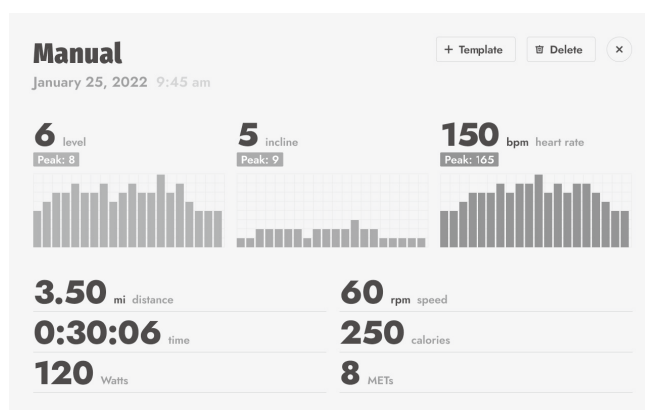 Manual
+ Template
Delete
×
January 25, 2022 9:45 am
6 level
Peak: 8
5 incline
Peak: 9
150 bpm heart rate
Peak: 165
3.50 mi distance
60 rpm speed
0:30:06 time
250 calories
120 Watts
8 METs